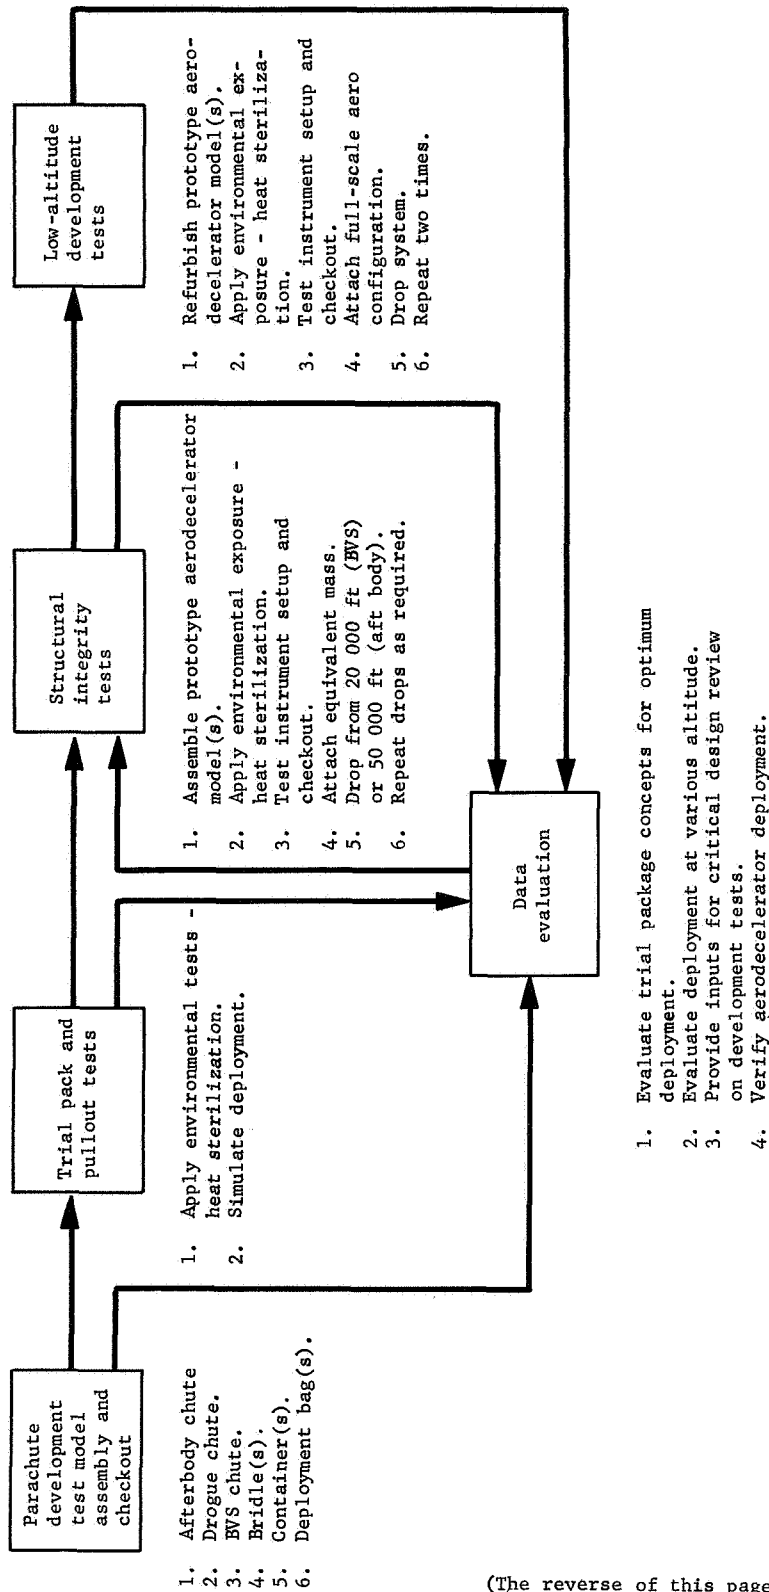 Parachute
development
test model
assembly and
checkout
1. Afterbody chute
2. Drogue chute.
3. BVS chute.
4. Bridle(s).
5. Container(s).
6. Deployment bag(s).
Trial pack and
pullout tests
1. Apply environmental tests -
heat sterilization.
2. Simulate deployment.
Structural
integrity
tests
1. Assemble prototype aerodecelerator
model(s).
2. Apply environment exposure -
heat sterilization.
3. Test instrument setup and
checkout.
4. Attach equivalent mass.
5. Drop from 20 000 ft (BVS)
or 50 000 ft (aft body).
6. Repeat drops as required.
Low-altitude
development
tests
1. Refurbish prototype aero-
decelerator model(s).
2. Apply environmental ex-
posure - heat steriliza-
tion.
3. Test instrument setup and
checkout.
4. Attach full-scale aero
configuration.
5. Drop system.
6. Repeat two times.
Data
evaluation
1. Evaluate trial package concepts for optimum
deployment.
2. Evaluate deployment at various altitude.
3. Provide inputs for critical design review
on development tests.
4. Verify aerodecelerator deployment.
(The reverse of this page